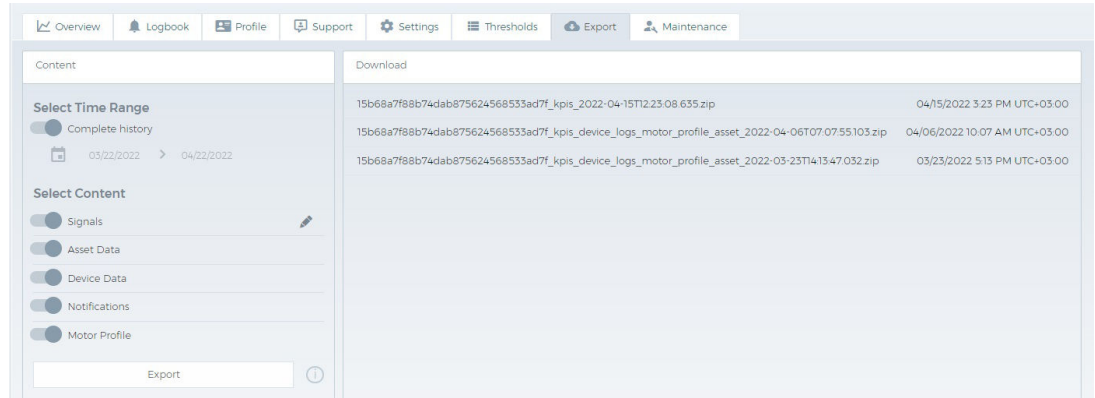 Overview Logbook Profile Support Settings Thresholds Export Maintenance
Content
Select Time Range
Complete history
03/22/2022 > 04/22/2022
Select Content
Signals
Asset Data
Device Data
Notifications
Motor Profile
Export
Download
15b68a7f88b74dab875624568533ad7f_kpis_2022-04-15T12:23:08.635.zip 04/15/2022 3:23 PM UTC+03:00
15b68a7f88b74dab875624568533ad7f_kpis_device_logs_motor_profile_asset_2022-04-06T07:07:55.103.zip 04/06/2022 10:07 AM UTC+03:00
15b68a7f88b74dab875624568533ad7f_kpis_device_logs_motor_profile_asset_2022-03-23T14:13:47.032.zip 03/23/2022 5:13 PM UTC+03:00